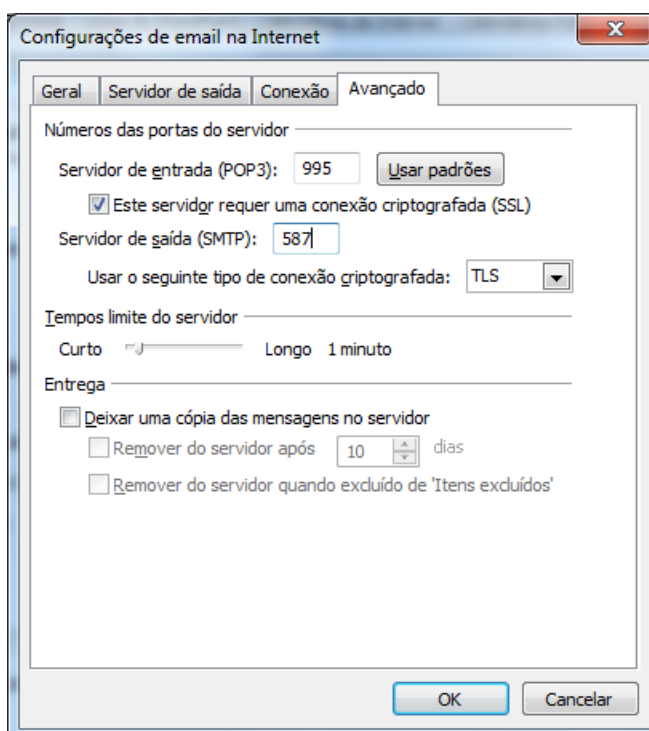 Configurações de email na Internet
Geral Servidor de saída Conexão Avançado
Números das portas do servidor
Servidor de entrada (POP3): 995 Usar padrões
Este servidor requer uma conexão criptografada (SSL)
Servidor de saída (SMTP): 587
Usar o seguinte tipo de conexão criptografada: TLS
Tempos limite do servidor
Curto Longo 1 minuto
Entrega
Deixar uma cópia das mensagens no servidor
Remover do servidor após 10 dias
Remover do servidor quando excluído de 'Itens excluídos'
OK Cancelar